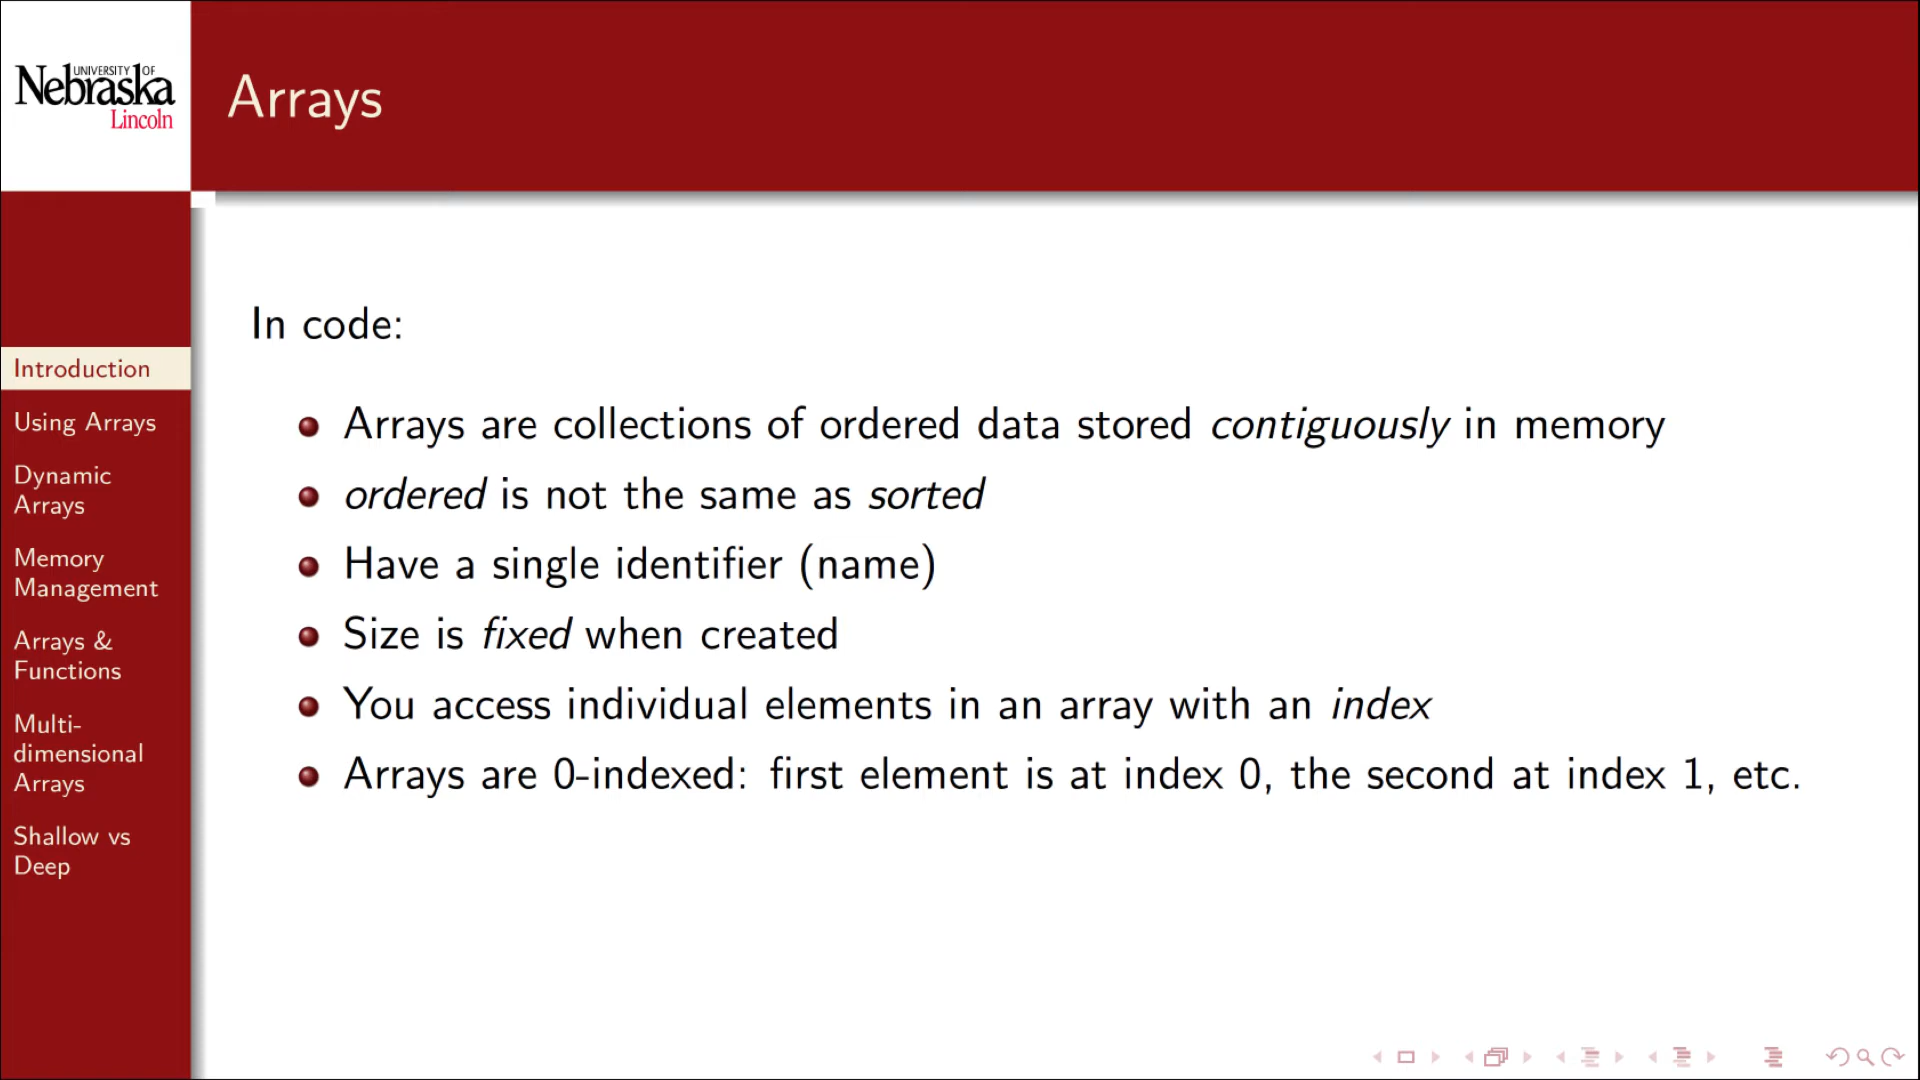 UNIVERSITY OF
Nebraska
Lincoln
Arrays
Introduction
Using Arrays
Dynamic
Arrays
Memory
Management
Arrays &
Functions
Multi-
dimensional
Arrays
Shallow vs
Deep
In code:
Arrays are collections of ordered data stored contiguously in memory
ordered is not the same as sorted
Have a single identifier (name)
Size is fixed when created
You access individual elements in an array with an index
Arrays are 0-indexed: first element is at index 0, the second at index 1, etc.